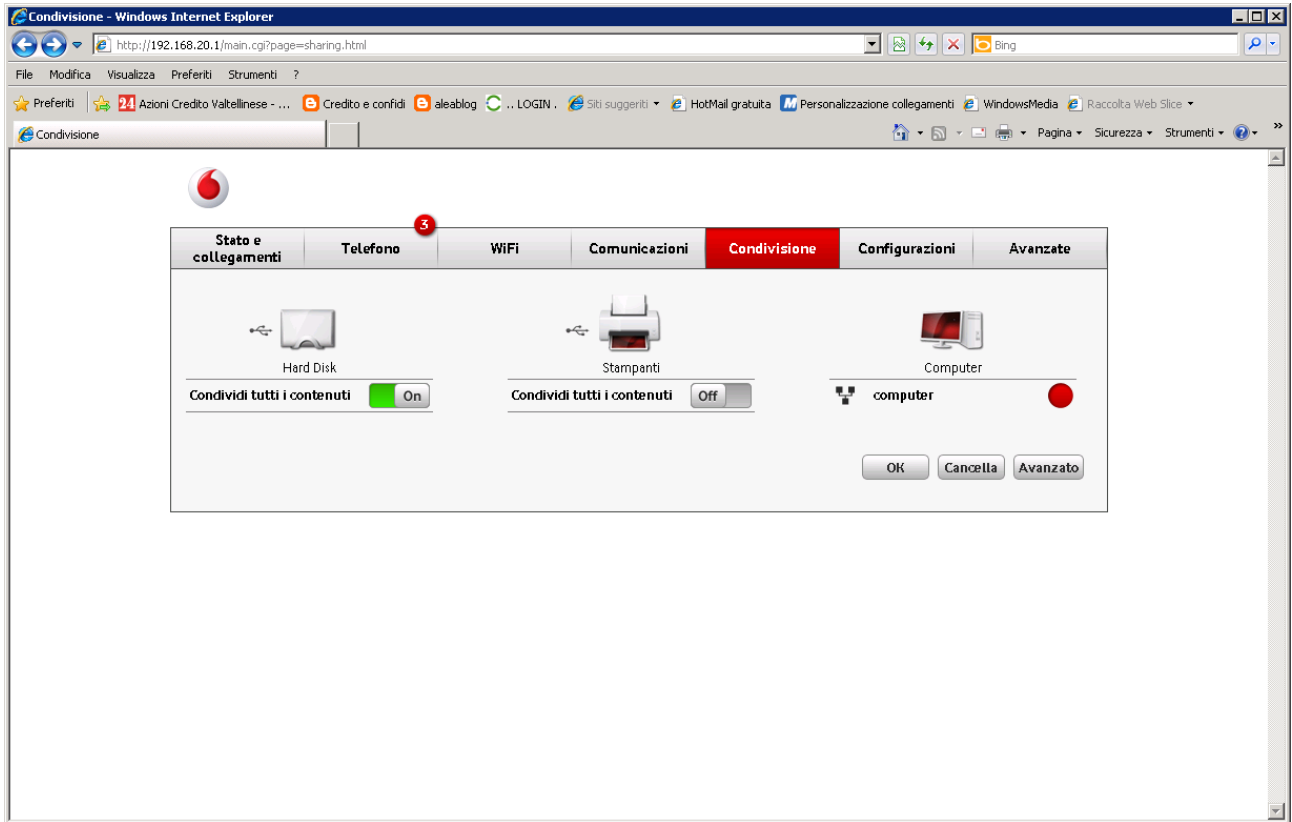 Condivisione - Windows Internet Explorer
http://192.168.20.1/main.cgi?page=sharing.html
Bing
File Modifica Visualizza Preferiti Strumenti ?
Preferiti 24 Azioni Credito Valtellinese - ... Credito e confidi aleablog .. LOGIN . Siti suggeriti HotMail gratuita M Personalizzazione collegamenti WindowsMedia Raccolta Web Slice
Condivisione Pagina Sicurezza Strumenti »
3
Stato e collegamenti Telefono WiFi Comunicazioni Condivisione Configurazioni Avanzate
Hard Disk Stampanti Computer
Condividi tutti i contenuti On Condividi tutti i contenuti Off computer
OK Cancella Avanzato